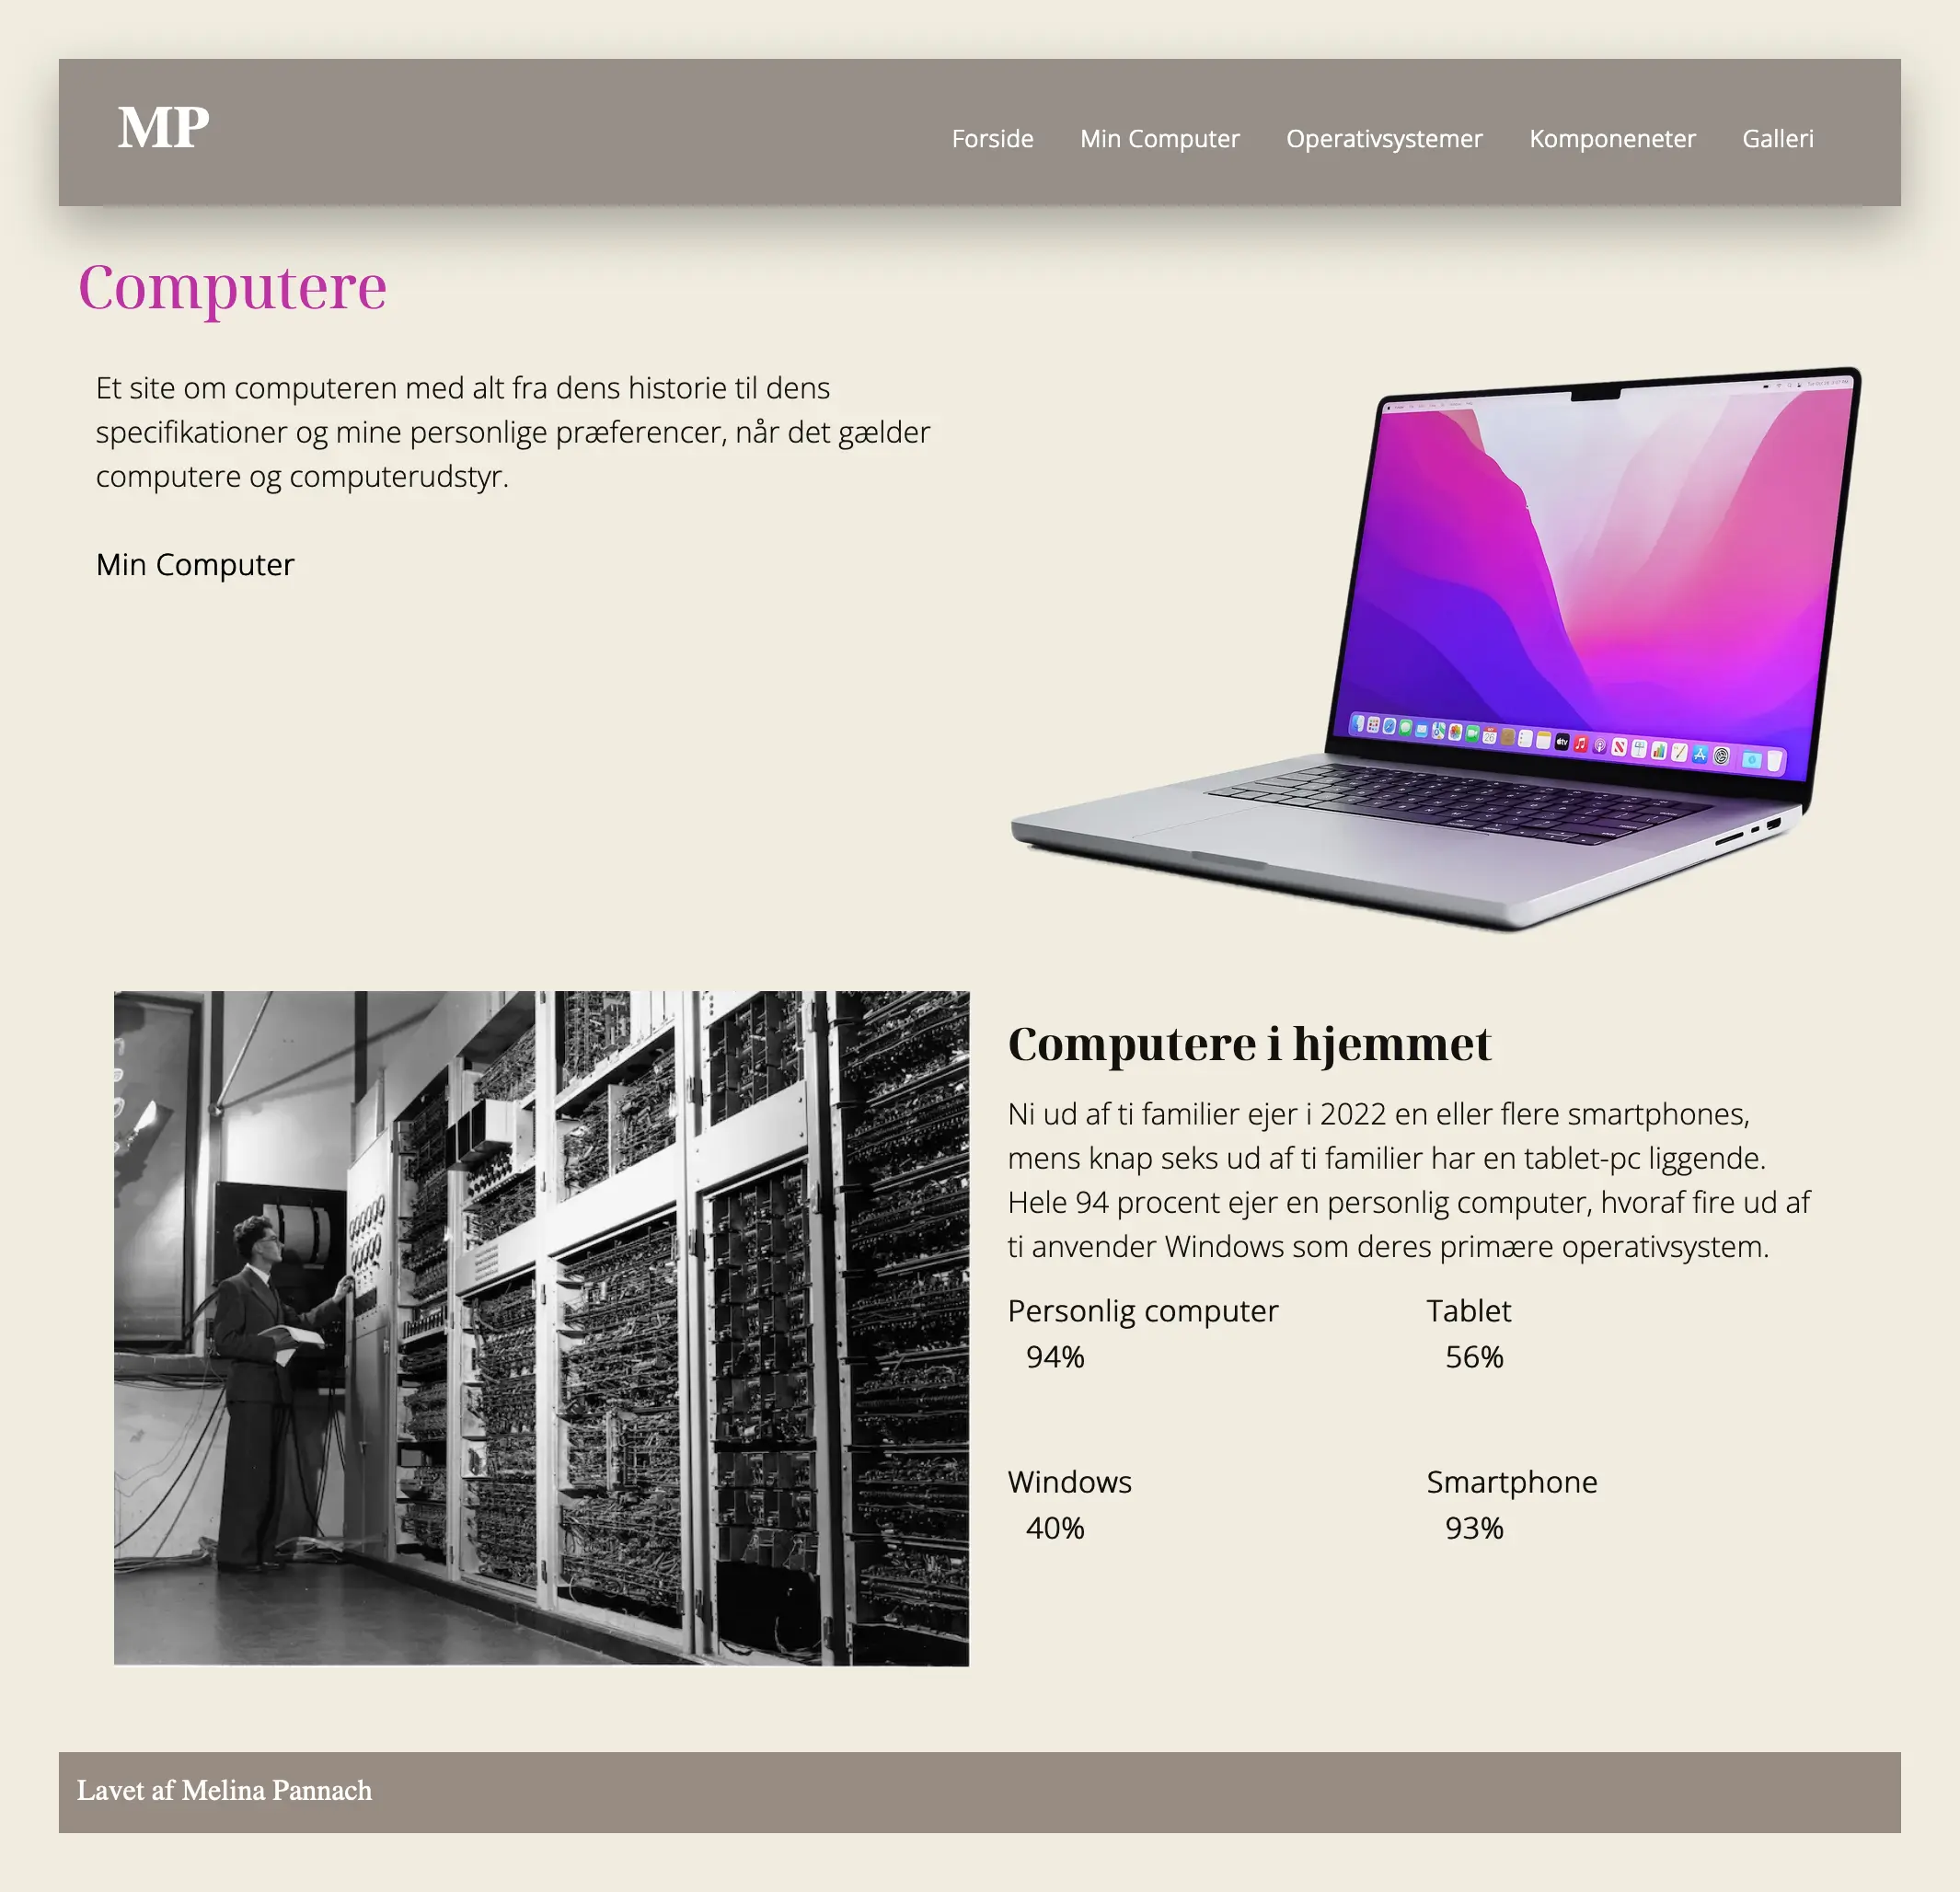 MP
Forside Min Computer Operativsystemer Komponeneter Galleri
Computere
Et site om computeren med alt fra dens historie til dens
specifikationer og mine personlige præferencer, når det gælder
computere og computerudstyr.
Min Computer
Computere i hjemmet
Ni ud af ti familier ejer i 2022 en eller flere smartphones,
mens knap seks ud af ti familier har en tablet-pc liggende.
Hele 94 procent ejer en personlig computer, hvoraf fire ud af
ti anvender Windows som deres primære operativsystem.
Personlig computer Tablet
94% 56%
Windows Smartphone
40% 93%
Lavet af Melina Pannach